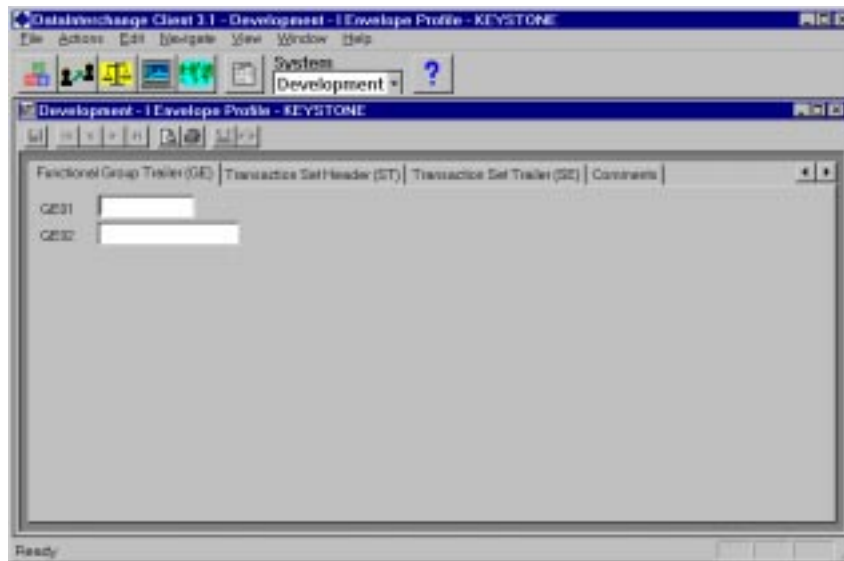 DataInterchange Client 3.1 - Development - I Envelope Profile - KEYSTONE
File Actions Edit Navigate View Window Help
System
Development
?
Development - I Envelope Profile - KEYSTONE
Functional Group Trailer (GE) Transaction Set Header (ST) Transaction Set Trailer (SE) Comments
GE01
GE02
Ready